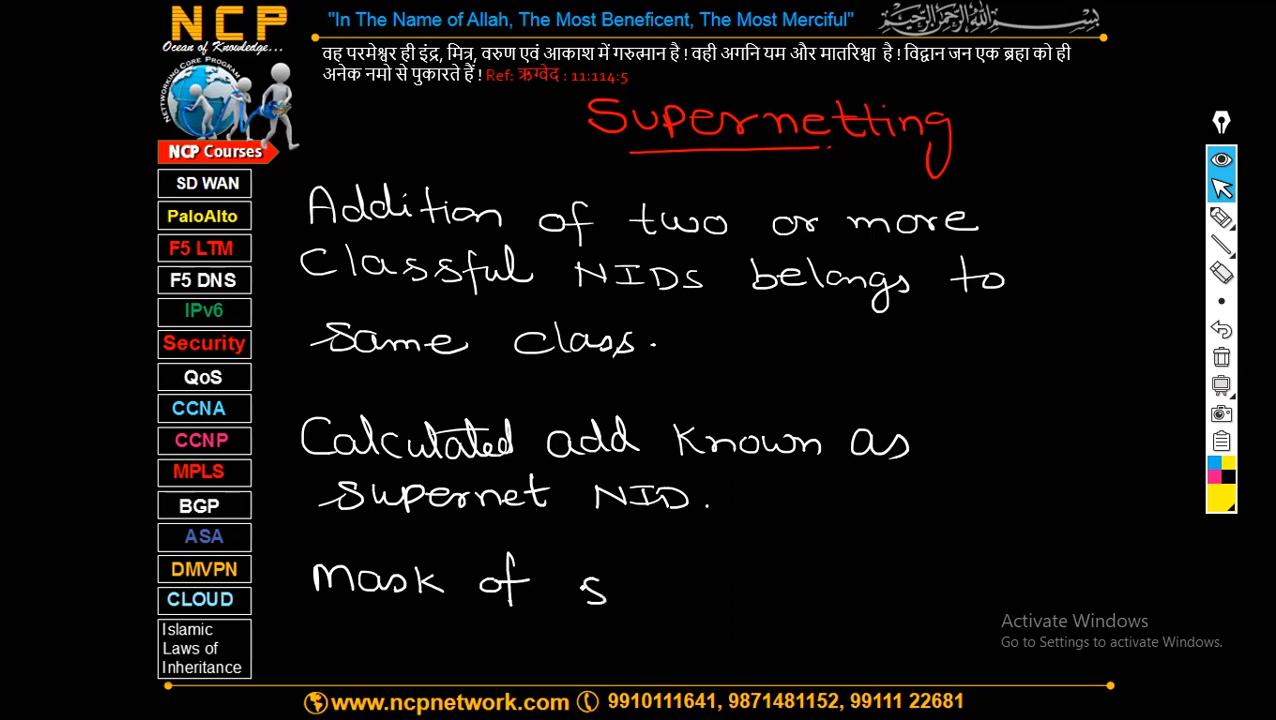 NCP
Ocean of Knowledge...
"In The Name of Allah, The Most Beneficent, The Most Merciful"
वह परमेश्वर ही इंद्र, मित्र, वरुण एवं आकाश में गरुत्मान है ! वही अगनि यम और मातरिश्वा है ! विद्वान जन एक ब्रहा को ही
अनेक नमो से पुकारते हैं ! Ref: ऋग्वेद : 11:114:5
NETWORKING CORE PROGRAM
NCP Courses
SD WAN
PaloAlto
F5 LTM
F5 DNS
IPv6
Security
QoS
CCNA
CCNP
MPLS
BGP
ASA
DMVPN
CLOUD
Islamic
Laws of
Inheritance
Supernetting
Addition of two or more
Classful NIDS belongs to
same class.
Calculated add known as
supernet NID.
Mask of s
Activate Windows
Go to Settings to activate Windows.
www.ncpnetwork.com 9910111641, 9871481152, 99111 22681